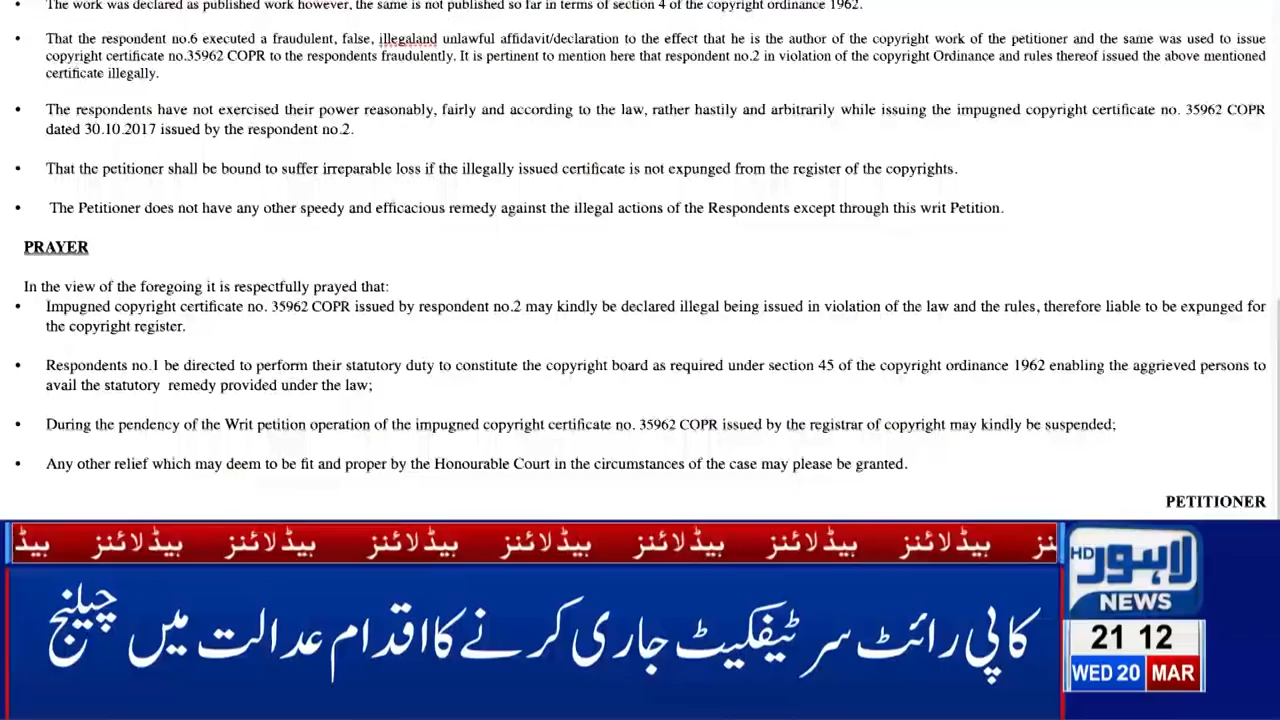 • The work was declared as published work however, the same is not published so far in terms of section 4 of the copyright ordinance 1962.
• That the respondent no.6 executed a fraudulent, false, illegaland unlawful affidavit/declaration to the effect that he is the author of the copyright work of the petitioner and the same was used to issue
copyright certificate no.35962 COPR to the respondents fraudulently. It is pertinent to mention here that respondent no.2 in violation of the copyright Ordinance and rules thereof issued the above mentioned
certificate illegally.
• The respondents have not exercised their power reasonably, fairly and according to the law, rather hastily and arbitrarily while issuing the impugned copyright certificate no. 35962 COPR
dated 30.10.2017 issued by the respondent no.2.
• That the petitioner shall be bound to suffer irreparable loss if the illegally issued certificate is not expunged from the register of the copyrights.
• The Petitioner does not have any other speedy and efficacious remedy against the illegal actions of the Respondents except through this writ Petition.
PRAYER
In the view of the foregoing it is respectfully prayed that:
• Impugned copyright certificate no. 35962 COPR issued by respondent no.2 may kindly be declared illegal being issued in violation of the law and the rules, therefore liable to be expunged for
the copyright register.
• Respondents no.1 be directed to perform their statutory duty to constitute the copyright board as required under section 45 of the copyright ordinance 1962 enabling the aggrieved persons to
avail the statutory remedy provided under the law;
• During the pendency of the Writ petition operation of the impugned copyright certificate no. 35962 COPR issued by the registrar of copyright may kindly be suspended;
• Any other relief which may deem to be fit and proper by the Honourable Court in the circumstances of the case may please be granted.
PETITIONER
نز ہیڈلائنز ہیڈلائنز ہیڈلائنز ہیڈلائنز ہیڈلائنز ہیڈلائنز ہیڈلائنز ہیڈ
کاپی رائٹ سرٹیفکیٹ جاری کرنے کا اقدام عدالت میں چیلنج
لاہور HD
NEWS
21 12
WED 20 MAR